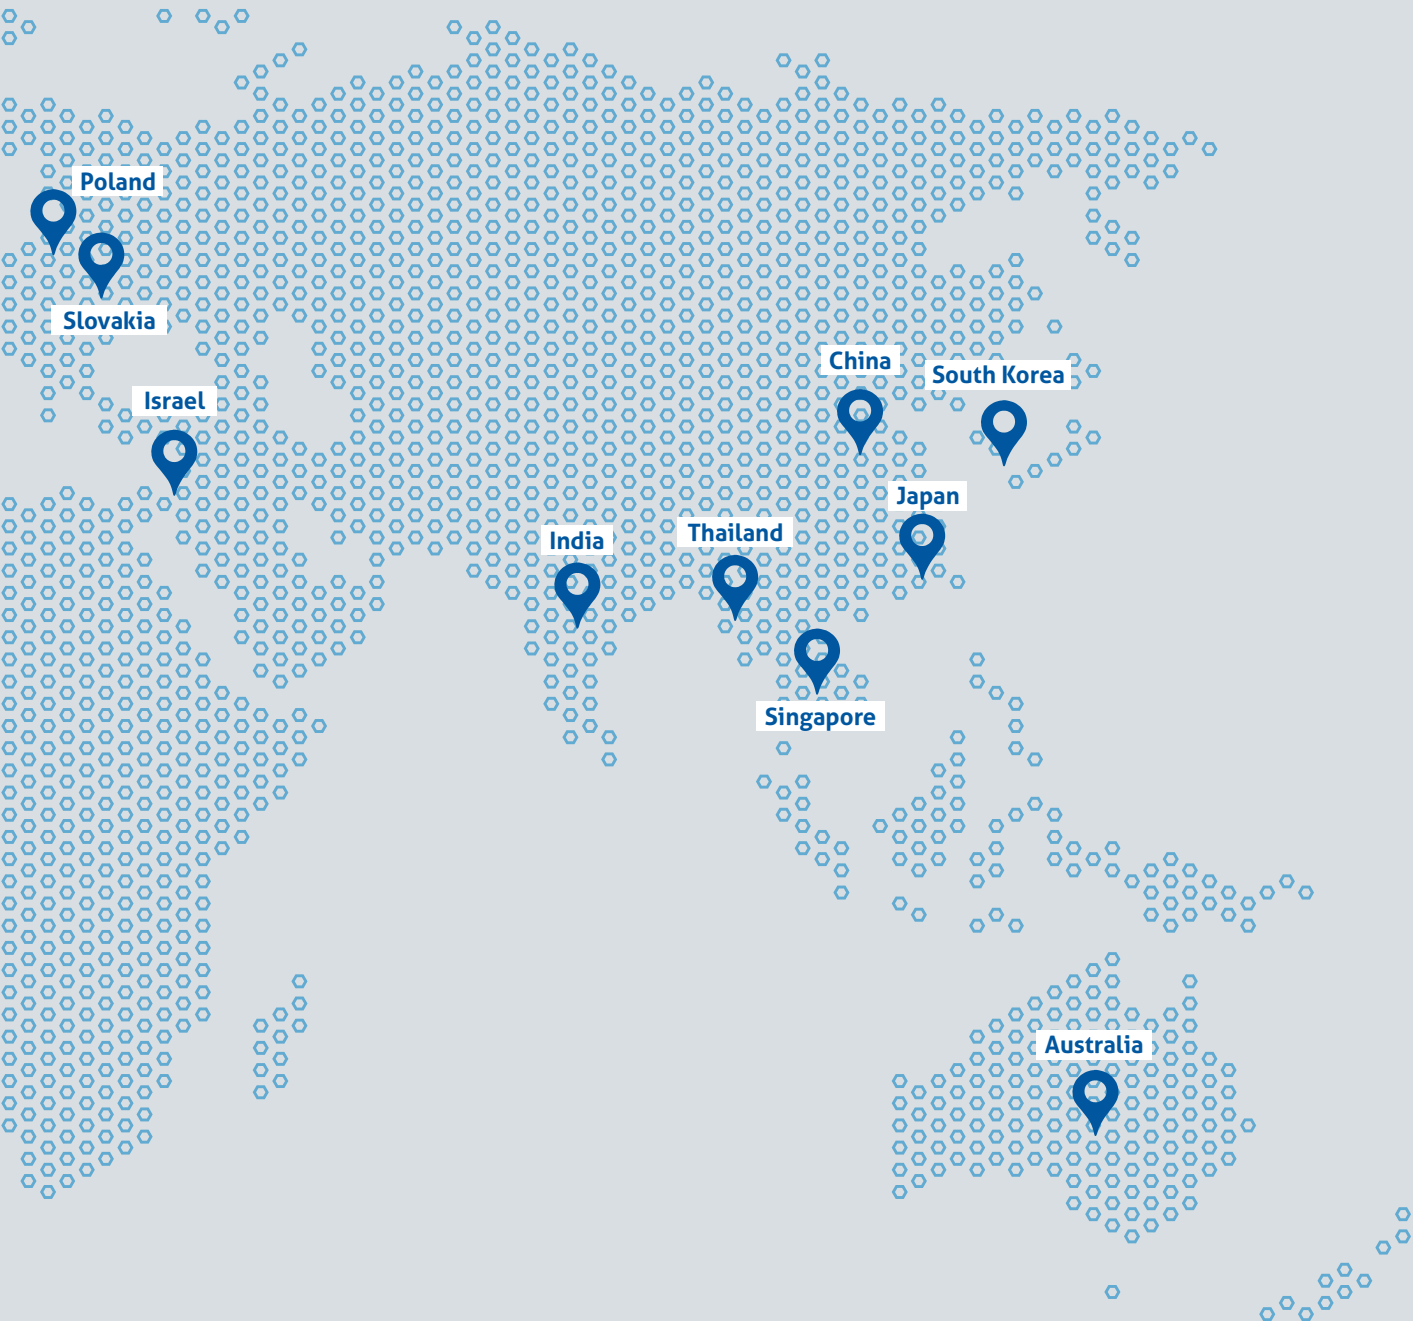 Poland
Slovakia
China
South Korea
Israel
Japan
Thailand
India
Singapore
Australia